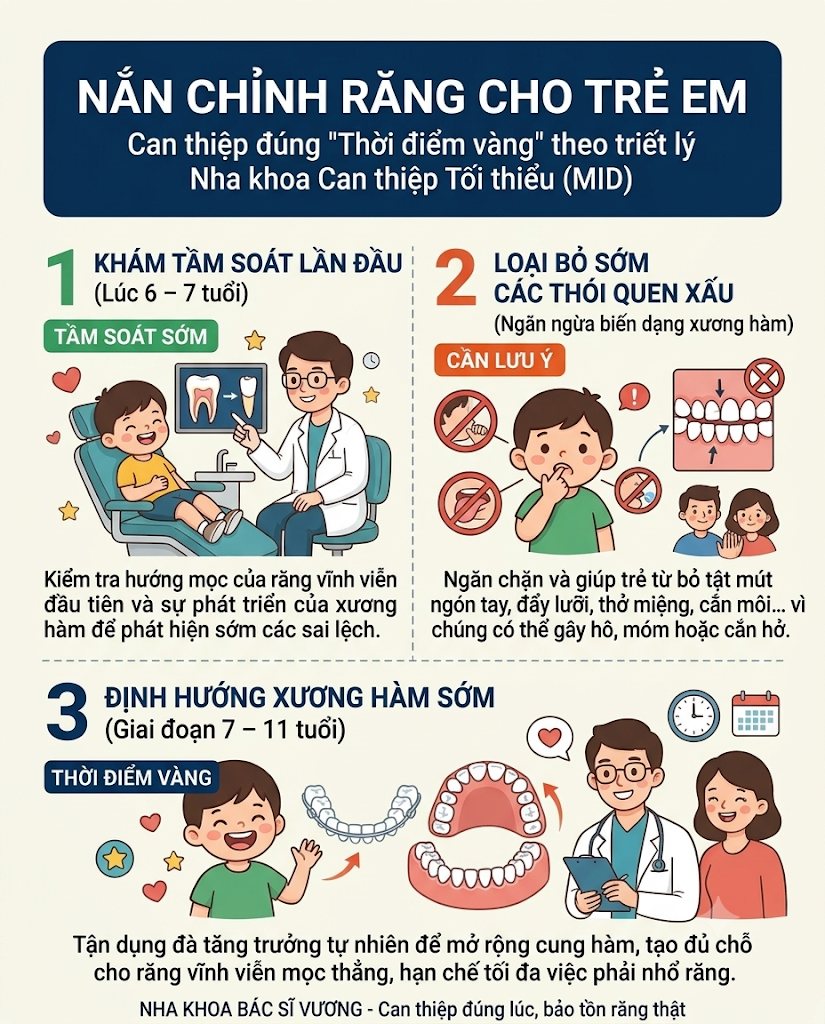 NẮN CHỈNH RĂNG CHO TRẺ EM
Can thiệp đúng "Thời điểm vàng" theo triết lý
Nha khoa Can thiệp Tối thiểu (MID)
1 KHÁM TẦM SOÁT LẦN ĐẦU
(Lúc 6 – 7 tuổi)
TẦM SOÁT SỚM
Kiểm tra hướng mọc của răng vĩnh viễn
đầu tiên và sự phát triển của xương
hàm để phát hiện sớm các sai lệch.
2 LOẠI BỎ SỚM
CÁC THÓI QUEN XẤU
(Ngăn ngừa biến dạng xương hàm)
CẦN LƯU Ý
!
Ngăn chặn và giúp trẻ từ bỏ tật mút
ngón tay, đẩy lưỡi, thở miệng, cắn môi... vì
chúng có thể gây hô, móm hoặc cắn hở.
3 ĐỊNH HƯỚNG XƯƠNG HÀM SỚM
(Giai đoạn 7 – 11 tuổi)
THỜI ĐIỂM VÀNG
Tận dụng đà tăng trưởng tự nhiên để mở rộng cung hàm, tạo đủ chỗ
cho răng vĩnh viễn mọc thẳng, hạn chế tối đa việc phải nhổ răng.
NHA KHOA BÁC SĨ VƯƠNG - Can thiệp đúng lúc, bảo tồn răng thật